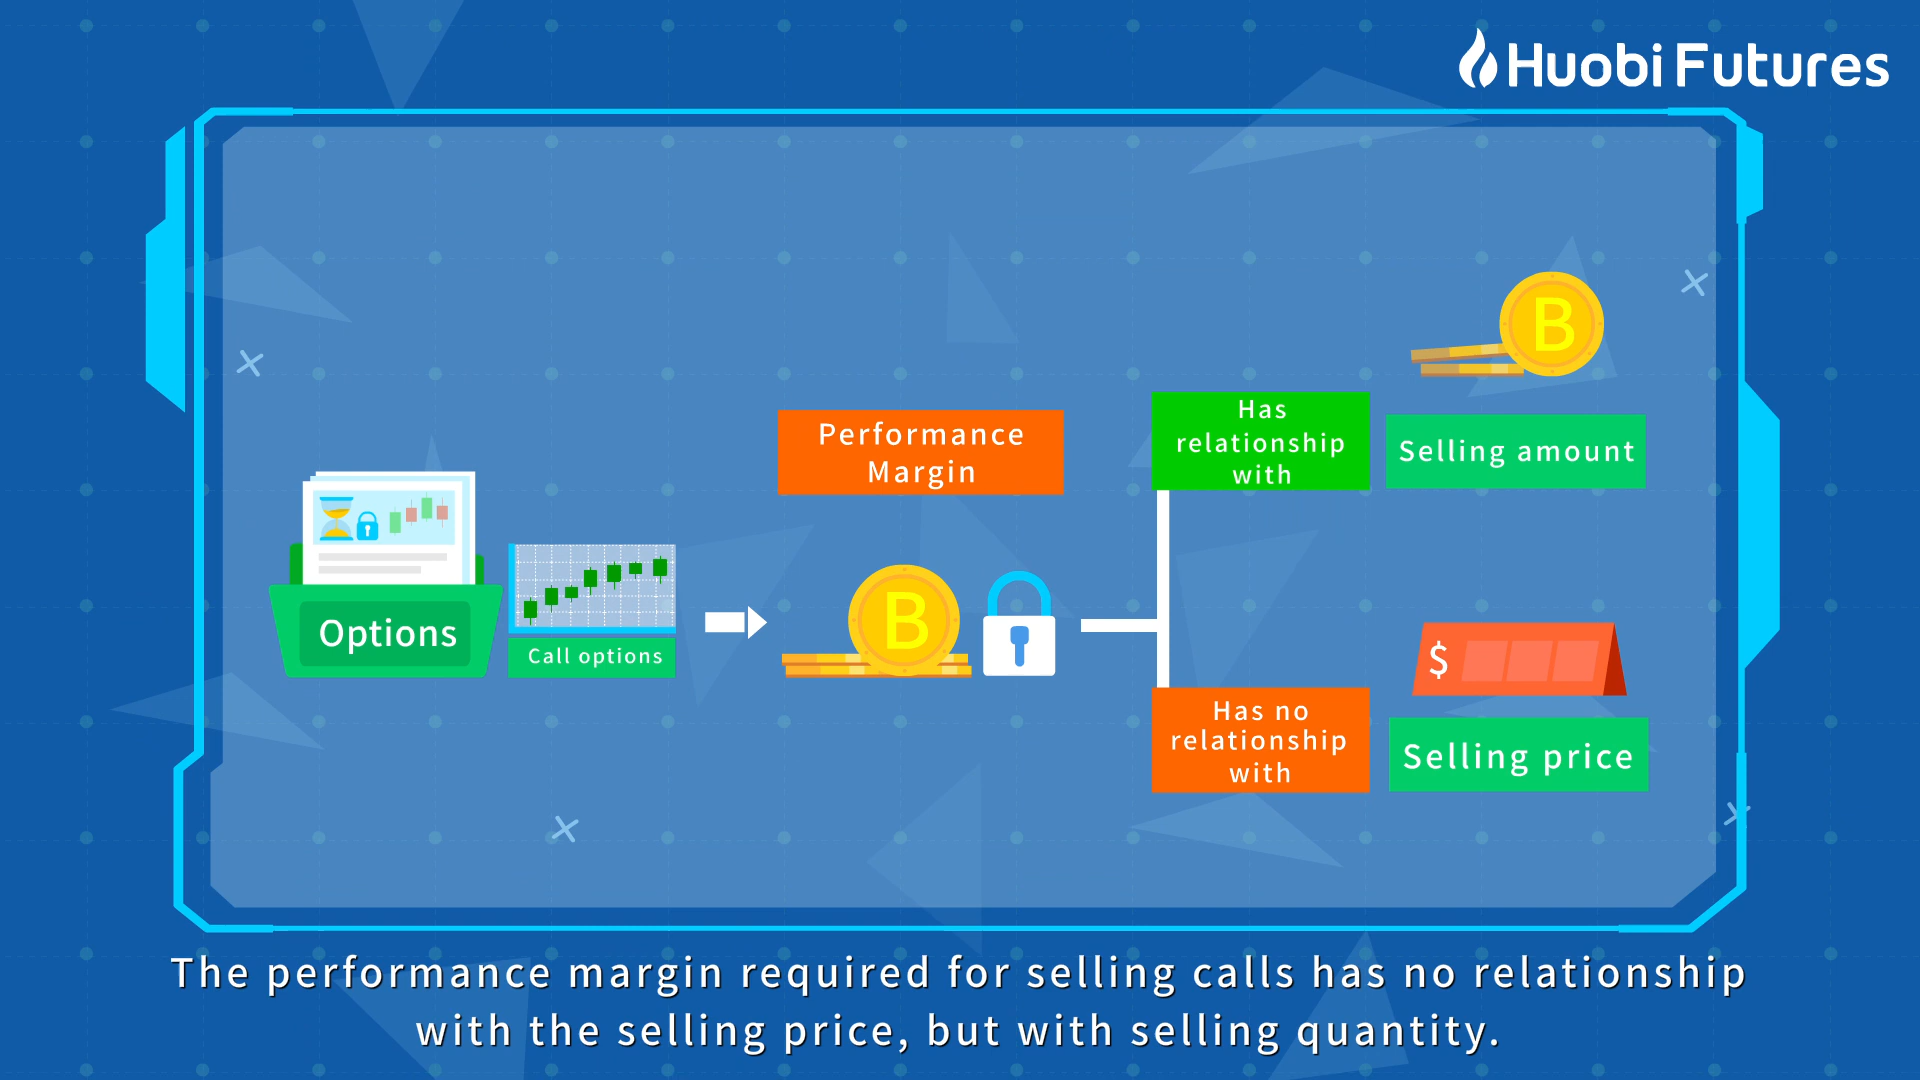 Huobi Futures
Has
relationship
with
Selling amount
Performance
Margin
B
B
Options
Call options
$
Has no
relationship
with
Selling price
The performance margin required for selling calls has no relationship
with the selling price, but with selling quantity.